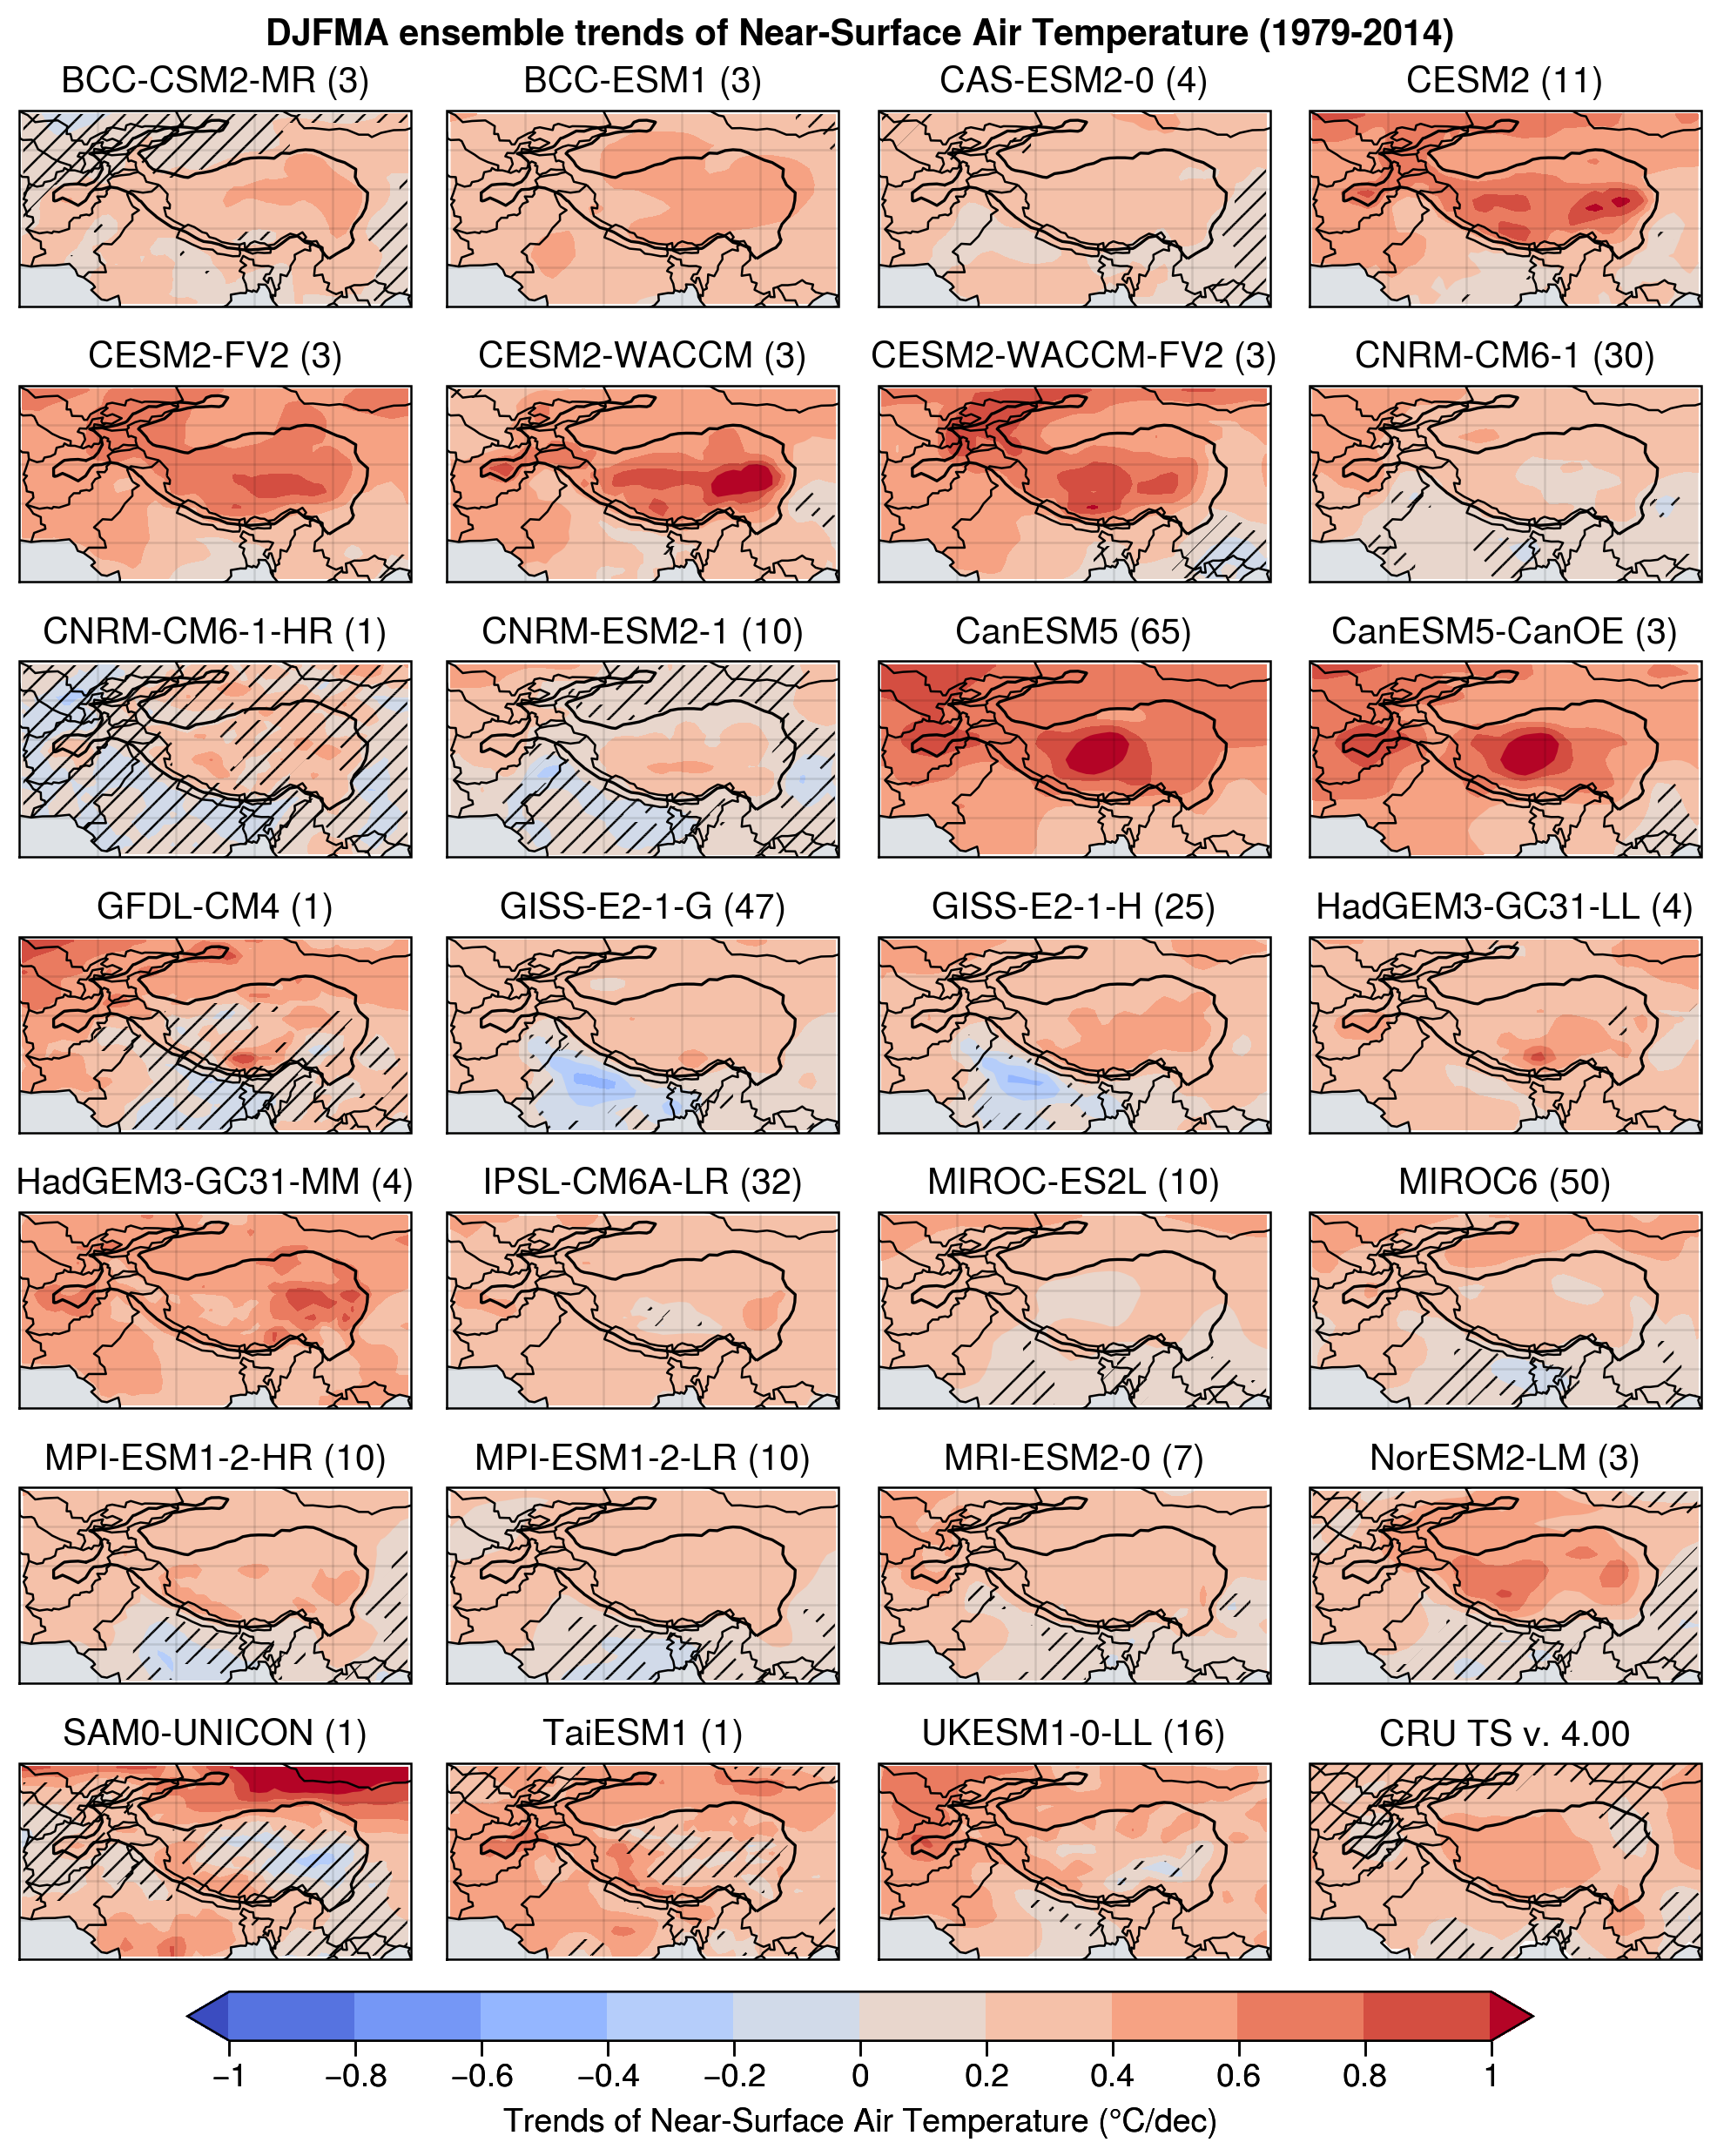 DJFMA ensemble trends of Near-Surface Air Temperature (1979-2014)
BCC-CSM2-MR (3)
BCC-ESM1 (3)
CAS-ESM2-0 (4)
CESM2 (11)
CESM2-FV2 (3)
CESM2-WACCM (3)
CESM2-WACCM-FV2 (3)
CNRM-CM6-1 (30)
CNRM-CM6-1-HR (1)
CNRM-ESM2-1 (10)
CanESM5 (65)
CanESM5-CanOE (3)
GFDL-CM4 (1)
GISS-E2-1-G (47)
GISS-E2-1-H (25)
HadGEM3-GC31-LL (4)
HadGEM3-GC31-MM (4)
IPSL-CM6A-LR (32)
MIROC-ES2L (10)
MIROC6 (50)
MPI-ESM1-2-HR (10)
MPI-ESM1-2-LR (10)
MRI-ESM2-0 (7)
NorESM2-LM (3)
SAM0-UNICON (1)
TaiESM1 (1)
UKESM1-0-LL (16)
CRU TS v. 4.00
−1 −0.8 −0.6 −0.4 −0.2 0 0.2 0.4 0.6 0.8 1
Trends of Near-Surface Air Temperature (°C/dec)